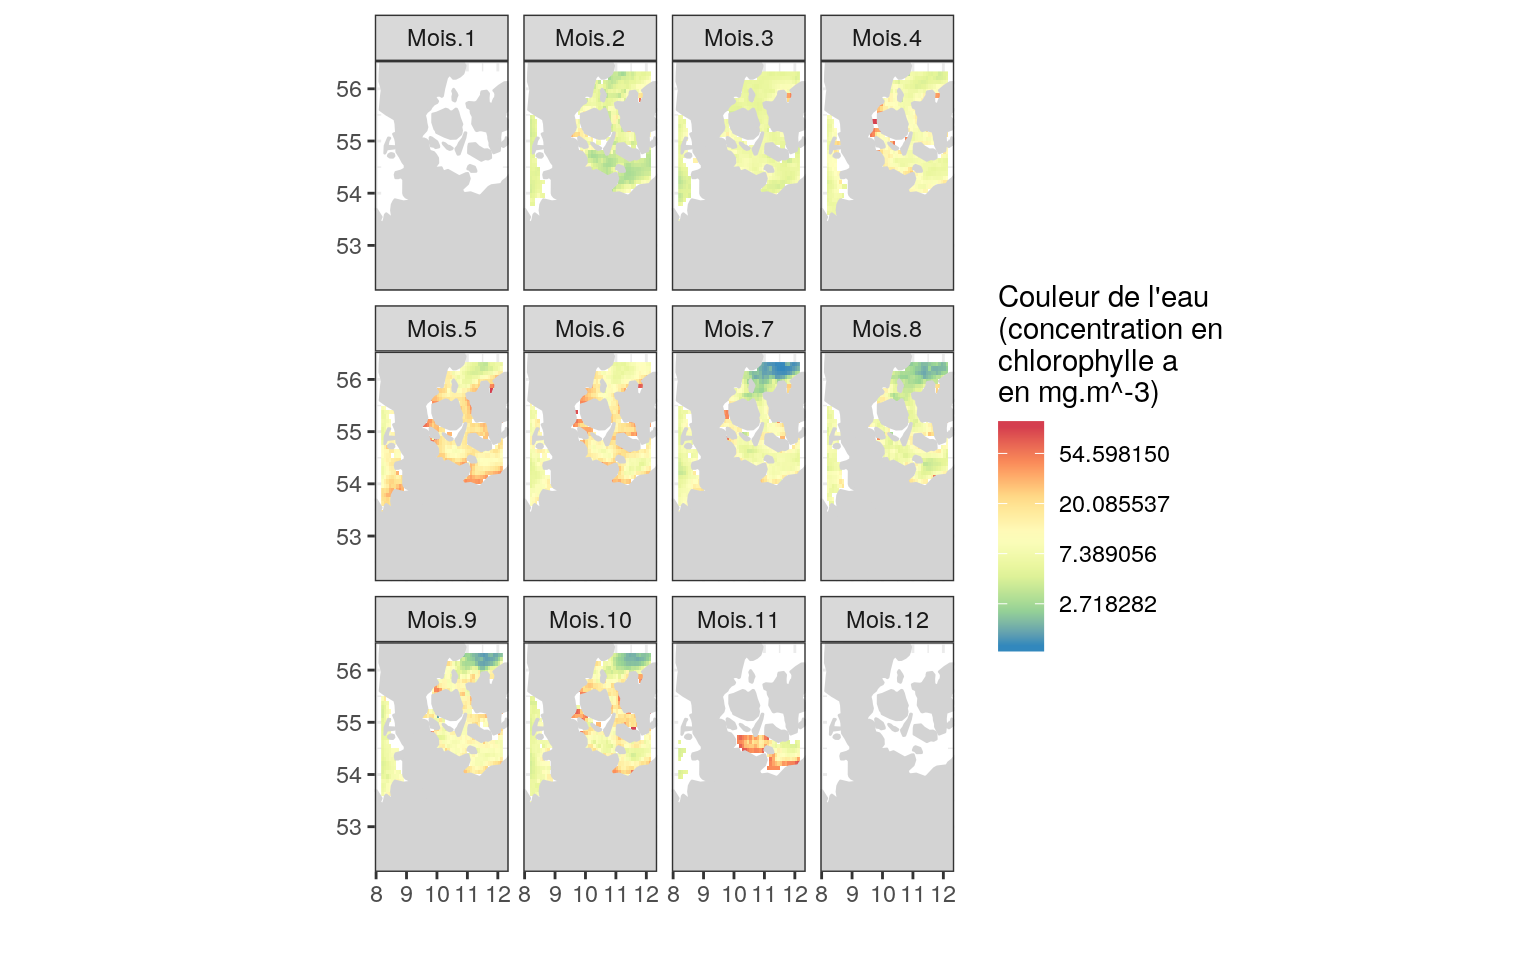 Mois.1 Mois.2 Mois.3 Mois.4
56
55
54
53
Mois.5 Mois.6 Mois.7 Mois.8
56
55
54
53
Mois.9 Mois.10 Mois.11 Mois.12
56
55
54
53
8 9 10 11 12 8 9 10 11 12 8 9 10 11 12 8 9 10 11 12
Couleur de l'eau
(concentration en
chlorophylle a
en mg.m^-3)
54.598150
20.085537
7.389056
2.718282